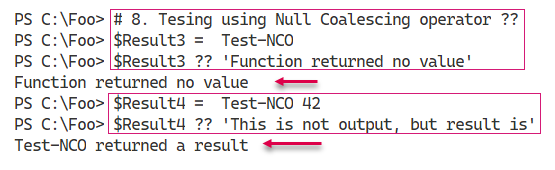 PS C:\Foo> # 8. Tesing using Null Coalescing operator ??
PS C:\Foo> $Result3 =  Test-NCO
PS C:\Foo> $Result3 ?? 'Function returned no value'
Function returned no value
PS C:\Foo> $Result4 =  Test-NCO 42
PS C:\Foo> $Result4 ?? 'This is not output, but result is'
Test-NCO returned a result